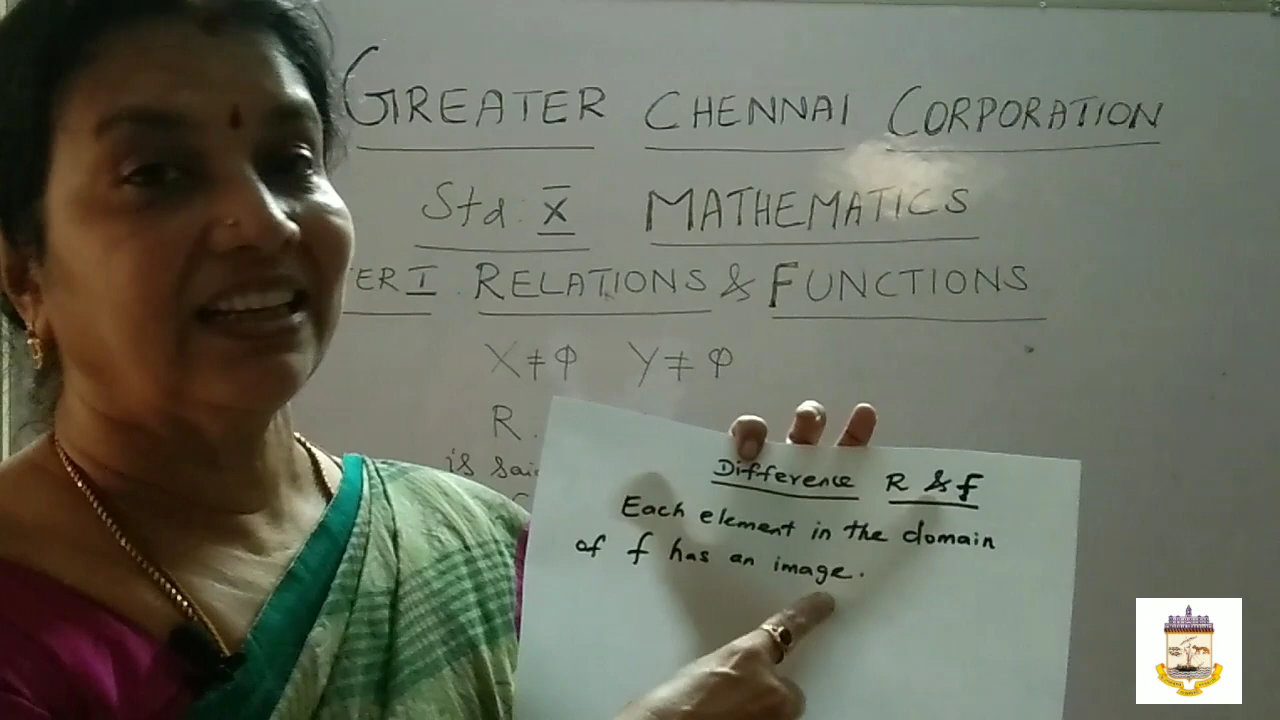 GREATER CHENNAI CORPORATION
Std: X MATHEMATICS
ER I RELATIONS & FUNCTIONS
X ≠ φ Y ≠ φ
R.
is sai
Difference R & f
Each element in the domain
of f has an image.